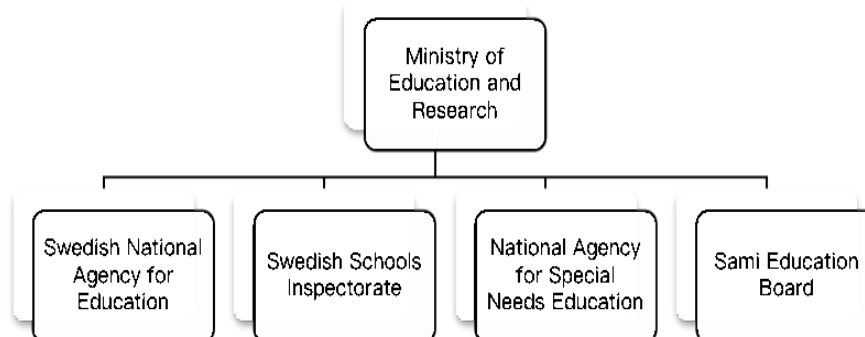 Ministry of
Education and
Research
Swedish National
Agency for
Education
Swedish Schools
Inspectorate
National Agency
for Special
Needs Education
Sami Education
Board